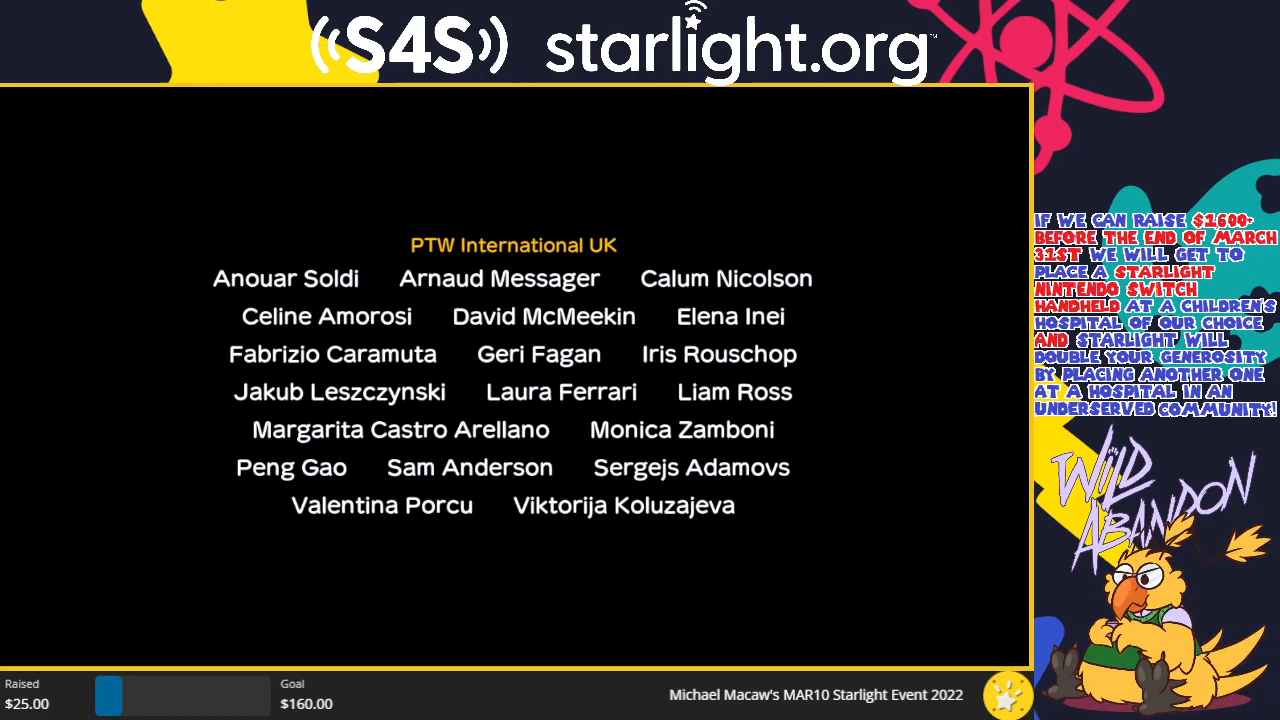 ((S4S)) starlight.org™
PTW International UK
Anouar Soldi Arnaud Messager Calum Nicolson
Celine Amorosi David McMeekin Elena Inei
Fabrizio Caramuta Geri Fagan Iris Rouschop
Jakub Leszczynski Laura Ferrari Liam Ross
Margarita Castro Arellano Monica Zamboni
Peng Gao Sam Anderson Sergejs Adamovs
Valentina Porcu Viktorija Koluzajeva
IF WE CAN RAISE $1600+
BEFORE THE END OF MARCH
31ST WE WILL GET TO
PLACE A STARLIGHT
NINTENDO SWITCH
HANDHELD AT A CHILDREN'S
HOSPITAL OF OUR CHOICE
AND STARLIGHT WILL
DOUBLE YOUR GENEROSITY
BY PLACING ANOTHER ONE
AT A HOSPITAL IN AN
UNDERSERVED COMMUNITY!
WILD
ABANDON
Raised
$25.00
Goal
$160.00
Michael Macaw's MAR10 Starlight Event 2022